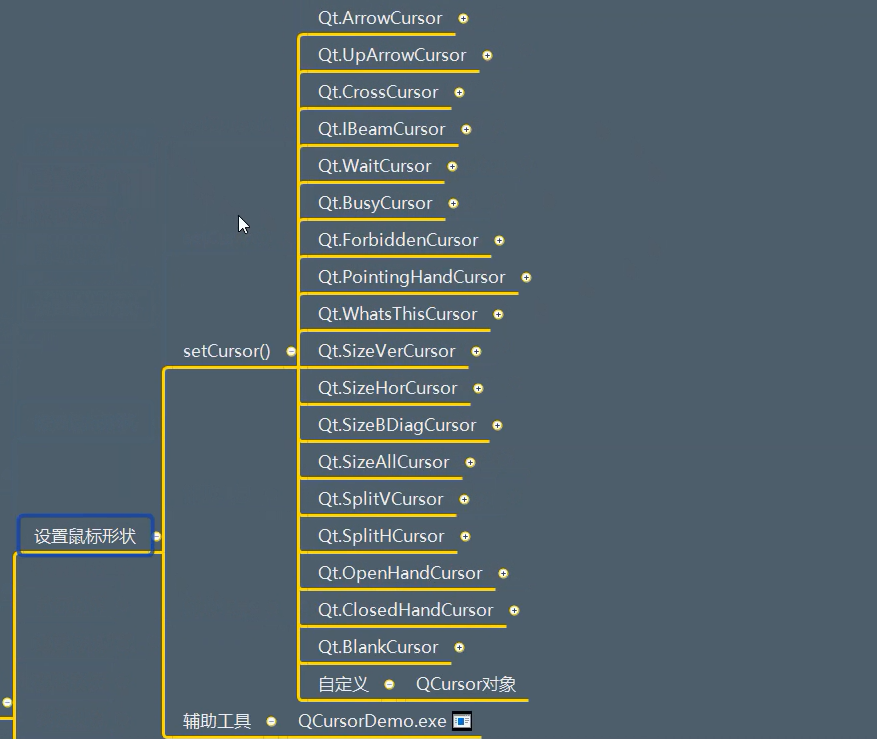 Qt.ArrowCursor
Qt.UpArrowCursor
Qt.CrossCursor
Qt.IBeamCursor
Qt.WaitCursor
Qt.BusyCursor
Qt.ForbiddenCursor
Qt.PointingHandCursor
Qt.WhatsThisCursor
setCursor()
Qt.SizeVerCursor
Qt.SizeHorCursor
Qt.SizeBDiagCursor
Qt.SizeAllCursor
Qt.SplitVCursor
设置鼠标形状
Qt.SplitHCursor
Qt.OpenHandCursor
Qt.ClosedHandCursor
Qt.BlankCursor
自定义 QCursor对象
辅助工具 QCursorDemo.exe